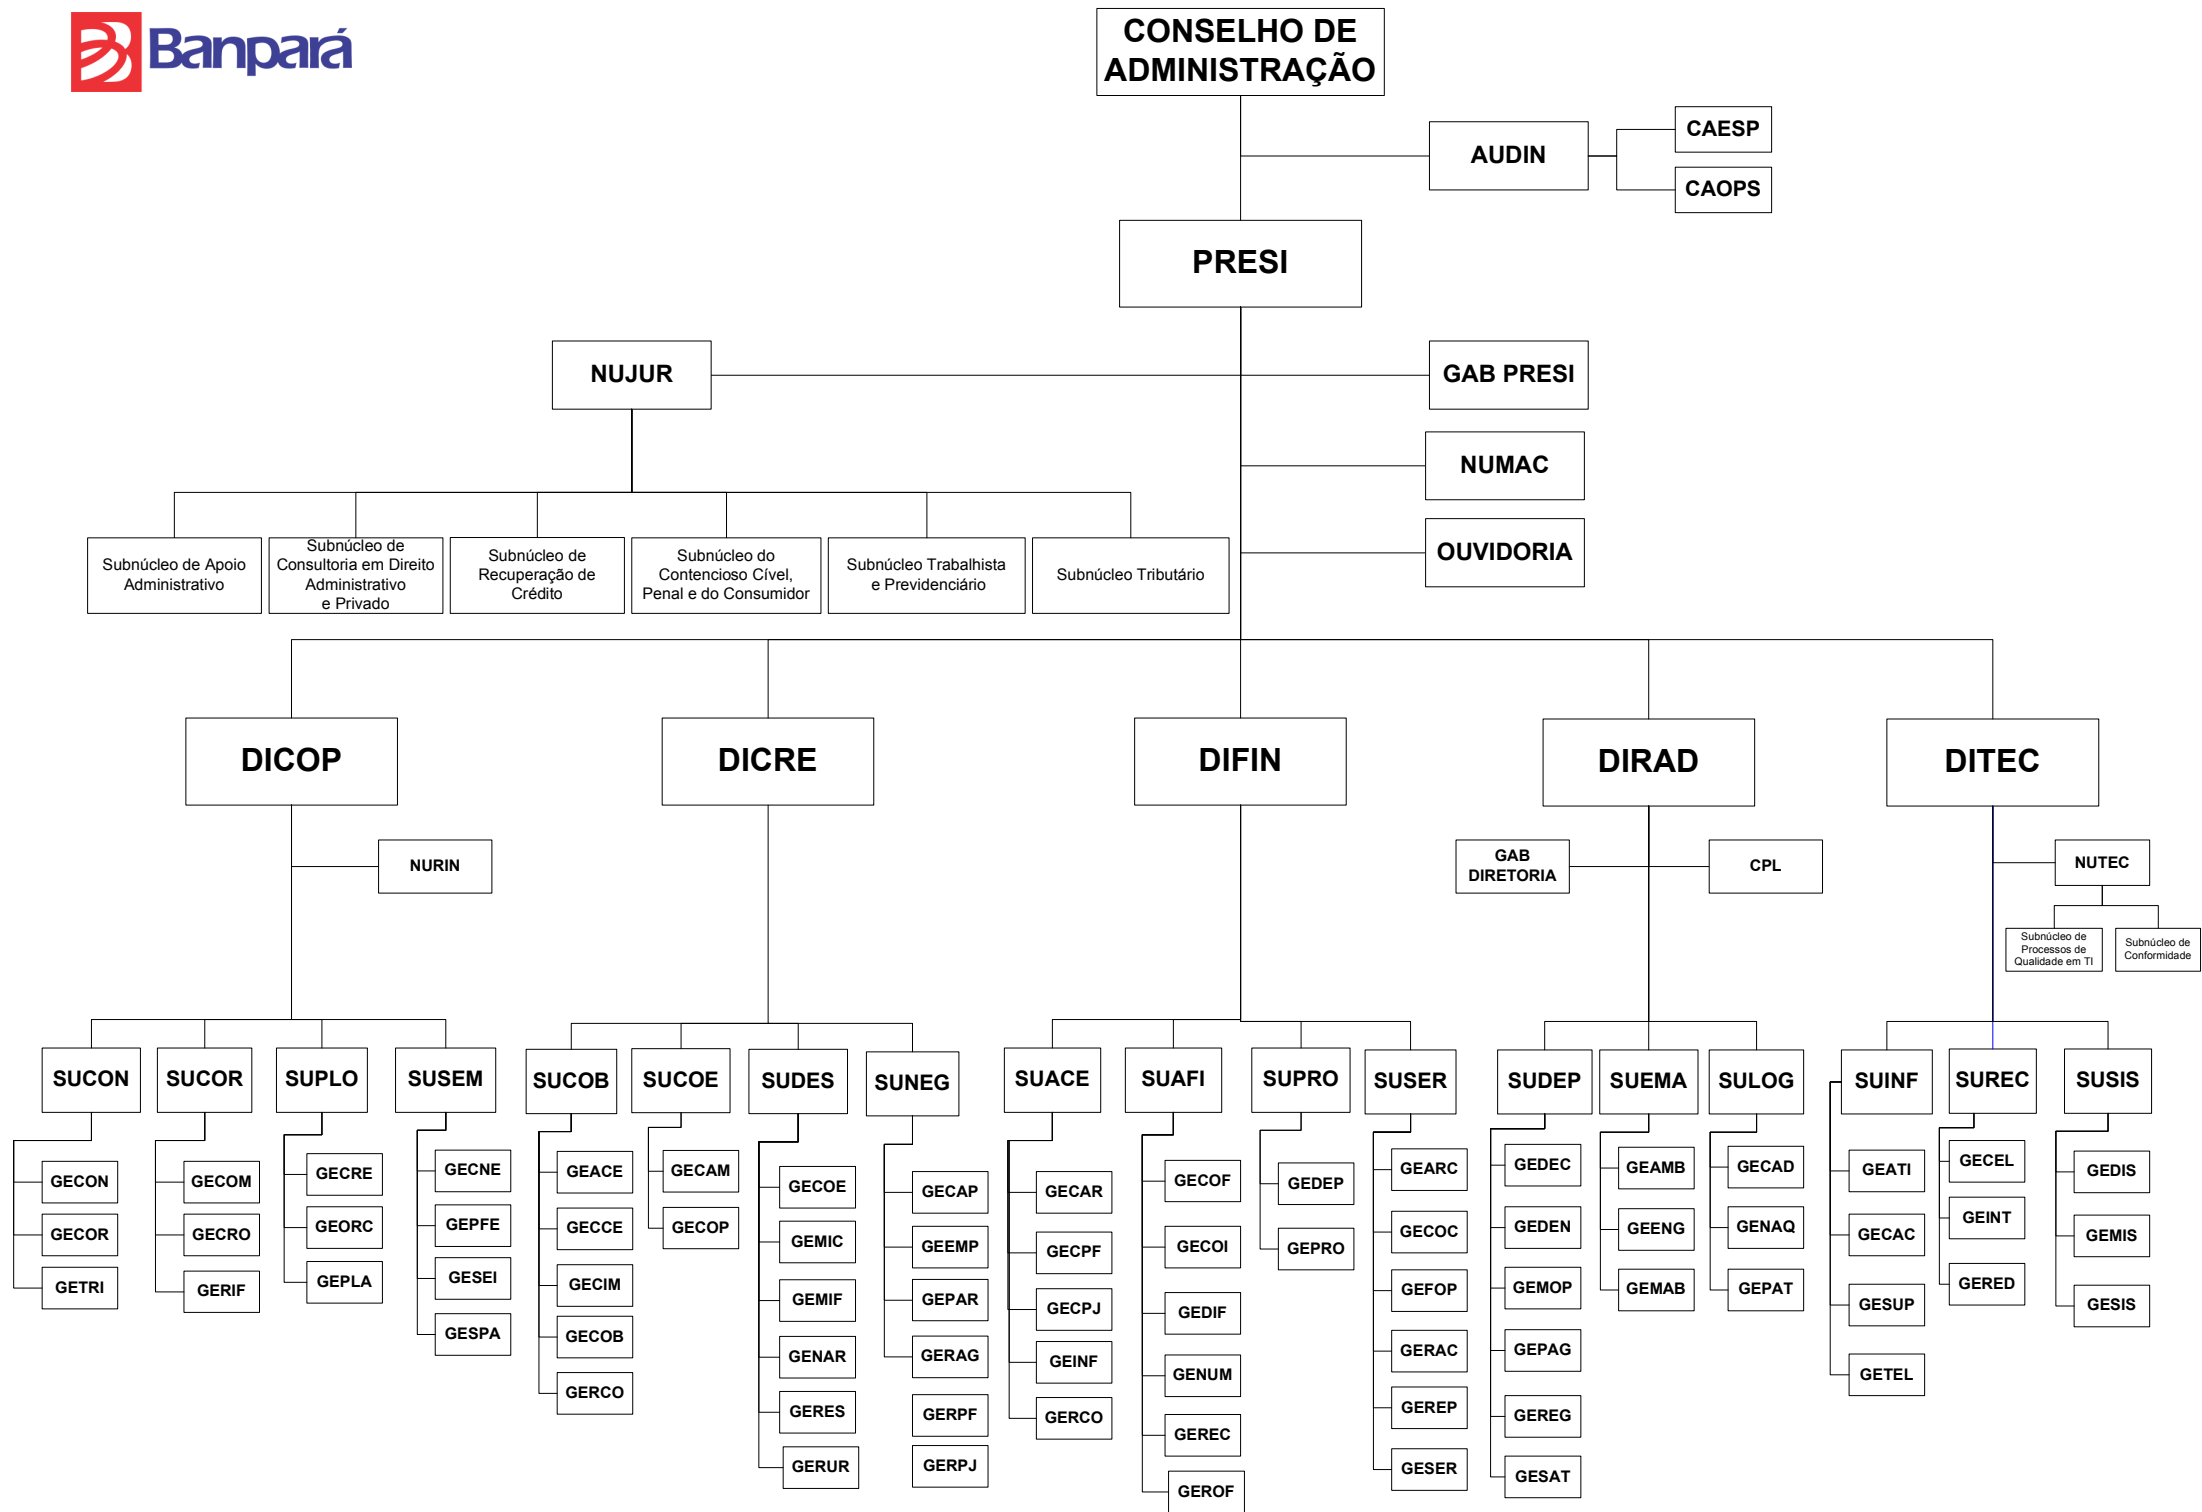 Banpará
CONSELHO DE
ADMINISTRAÇÃO
AUDIN
CAESP
CAOPS
PRESI
NUJUR
GAB PRESI
NUMAC
OUVIDORIA
Subnúcleo de Apoio
Administrativo
Subnúcleo de
Consultoria em Direito
Administrativo
e Privado
Subnúcleo de
Recuperação de
Crédito
Subnúcleo do
Contencioso Cível,
Penal e do Consumidor
Subnúcleo Trabalhista
e Previdenciário
Subnúcleo Tributário
DICOP
DICRE
DIFIN
DIRAD
DITEC
NURIN
GAB
DIRETORIA
CPL
NUTEC
Subnúcleo de
Processos de
Qualidade em TI
Subnúcleo de
Conformidade
SUCON
SUCOR
SUPLO
SUSEM
SUCOB
SUCOE
SUDES
SUNEG
SUACE
SUAFI
SUPRO
SUSER
SUDEP
SUEMA
SULOG
SUINF
SUREC
SUSIS
GECON
GECOR
GETRI
GECOM
GECRO
GERIF
GECRE
GEORC
GEPLA
GECNE
GEPFE
GESEI
GESPA
GEACE
GECCE
GECIM
GECOB
GERCO
GECAM
GECOP
GECOE
GEMIC
GEMIF
GENAR
GERES
GERUR
GECAP
GEEMP
GEPAR
GERAG
GERPF
GERPJ
GECAR
GECPF
GECPJ
GEINF
GERCO
GECOF
GECOI
GEDIF
GENUM
GEREC
GEROF
GEDEP
GEPRO
GEARC
GECOC
GEFOP
GERAC
GEREP
GESER
GEDEC
GEDEN
GEMOP
GEPAG
GEREG
GESAT
GEAMB
GEENG
GEMAB
GECAD
GENAQ
GEPAT
GEATI
GECAC
GESUP
GETEL
GECEL
GEINT
GERED
GEDIS
GEMIS
GESIS